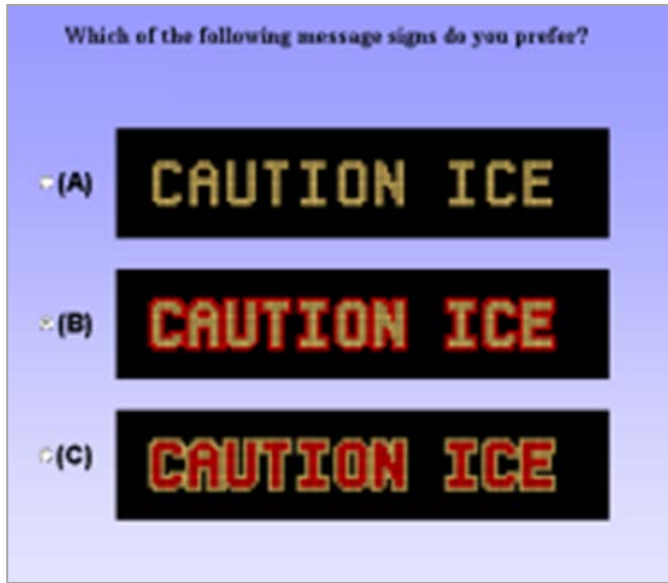 Which of the following message signs do you prefer?
(A) CAUTION ICE
(B) CAUTION ICE
(C) CAUTION ICE